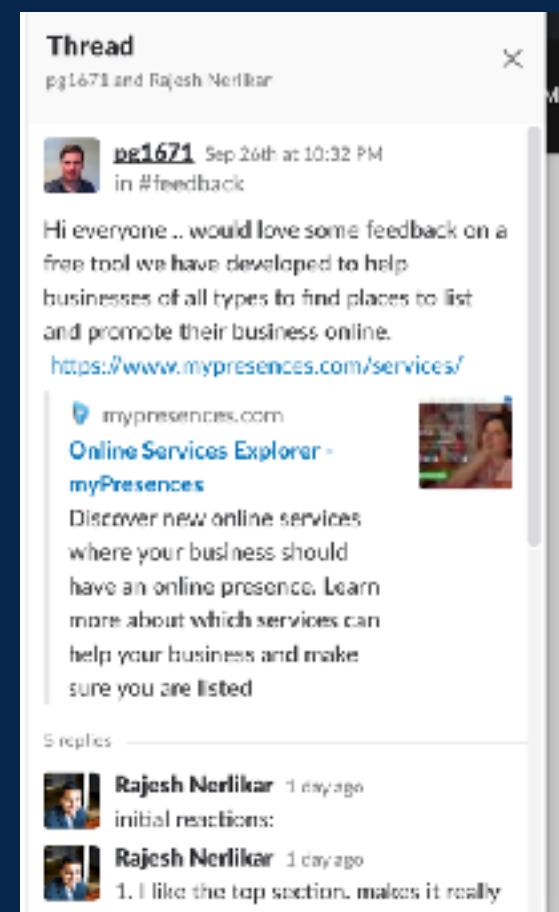 Thread
pg1671 and Rajesh Nerlikar
pg1671 Sep 26th at 10:32 PM
in #feedback
Hi everyone .. would love some feedback on a
free tool we have developed to help
businesses of all types to find places to list
and promote their business online.
https://www.mypresences.com/services/
mypresences.com
Online Services Explorer -
myPresences
Discover new online services
where your business should
have an online presence. Learn
more about which services can
help your business and make
sure you are listed
5 replies
Rajesh Nerlikar 1 day ago
initial reactions:
Rajesh Nerlikar 1 day ago
1. I like the top section. makes it really
M